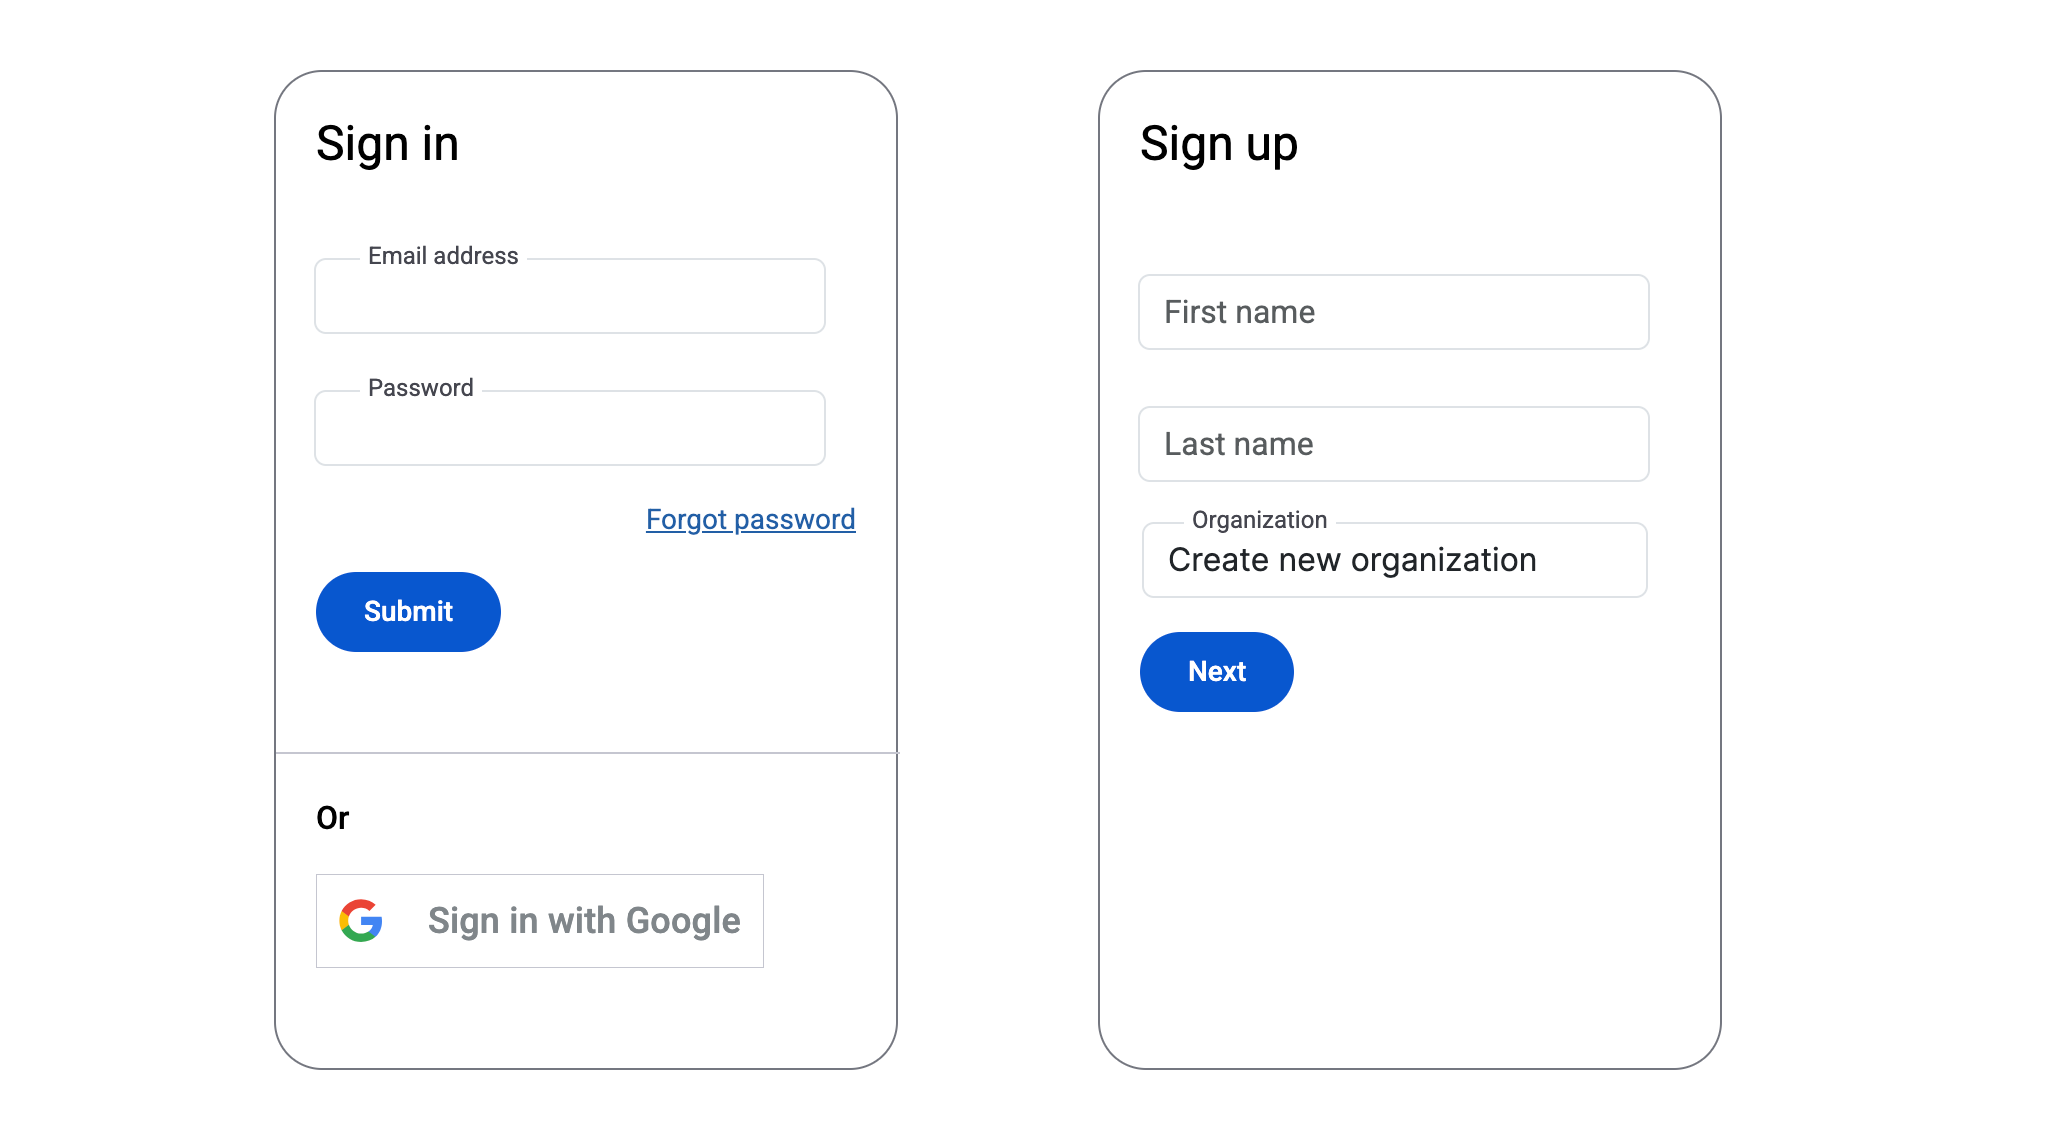 Sign in
Email address
Password
Forgot password
Submit
Or
Sign in with Google
Sign up
First name
Last name
Organization
Create new organization
Next